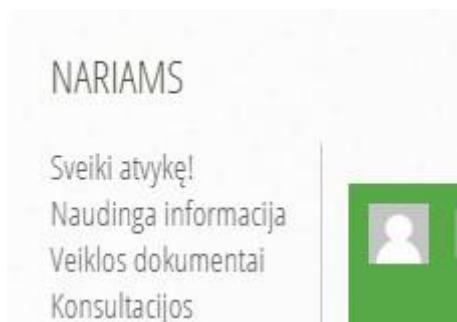 NARIAMS
Sveiki atvykę!
Naudinga informacija
Veiklos dokumentai
Konsultacijos